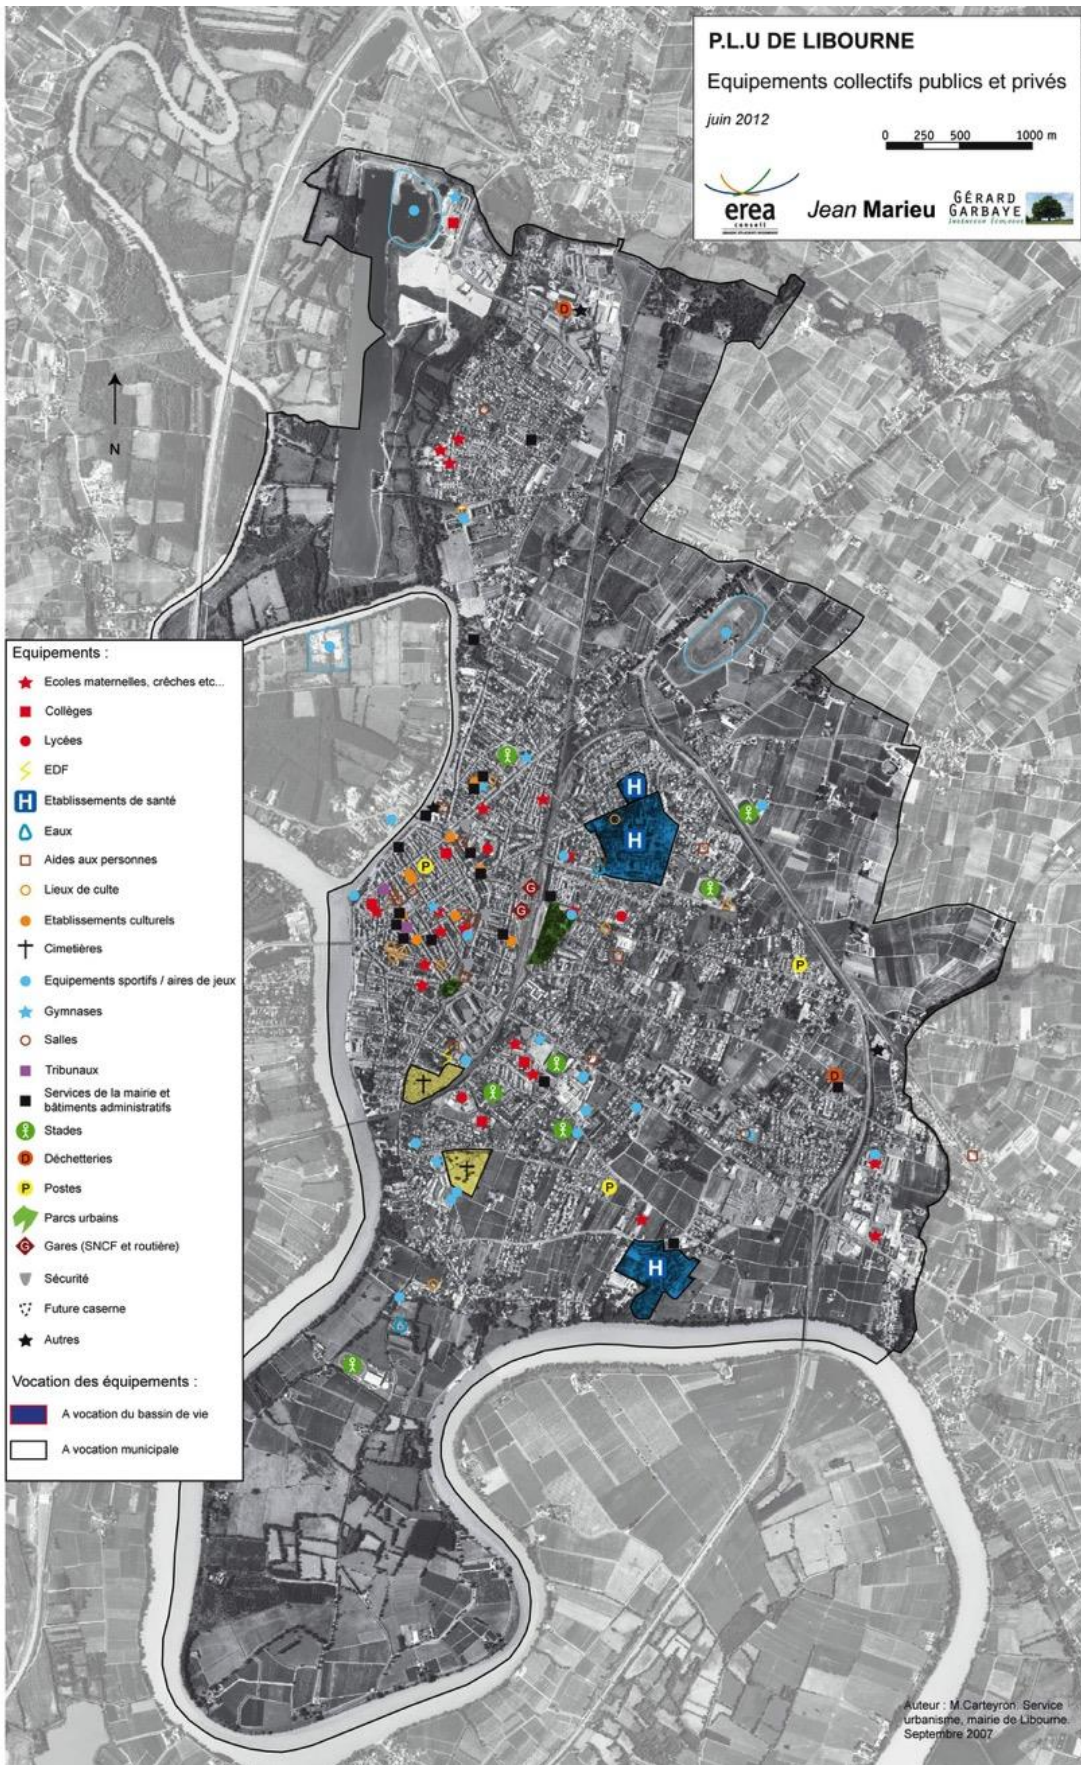 P.L.U DE LIBOURNE
Equipements collectifs publics et privés
juin 2012
0 250 500 1000 m
erea
conseil
Jean Marieu
GÉRARD
GARBAYE
Ingénieur Écologue
N
Equipements :
Ecoles maternelles, crêches etc...
Collèges
Lycées
EDF
H Etablissements de santé
Eaux
Aides aux personnes
Lieux de culte
Etablissements culturels
Cimetières
Equipements sportifs / aires de jeux
Gymnases
Salles
Tribunaux
Services de la mairie et
bâtiments administratifs
Stades
D Déchetteries
P Postes
Parcs urbains
G Gares (SNCF et routière)
Sécurité
Future caserne
Autres
Vocation des équipements :
A vocation du bassin de vie
A vocation municipale
D
H
H
P
G
G
P
D
P
H
Auteur : M.Carteyron. Service
urbanisme, mairie de Libourne.
Septembre 2007